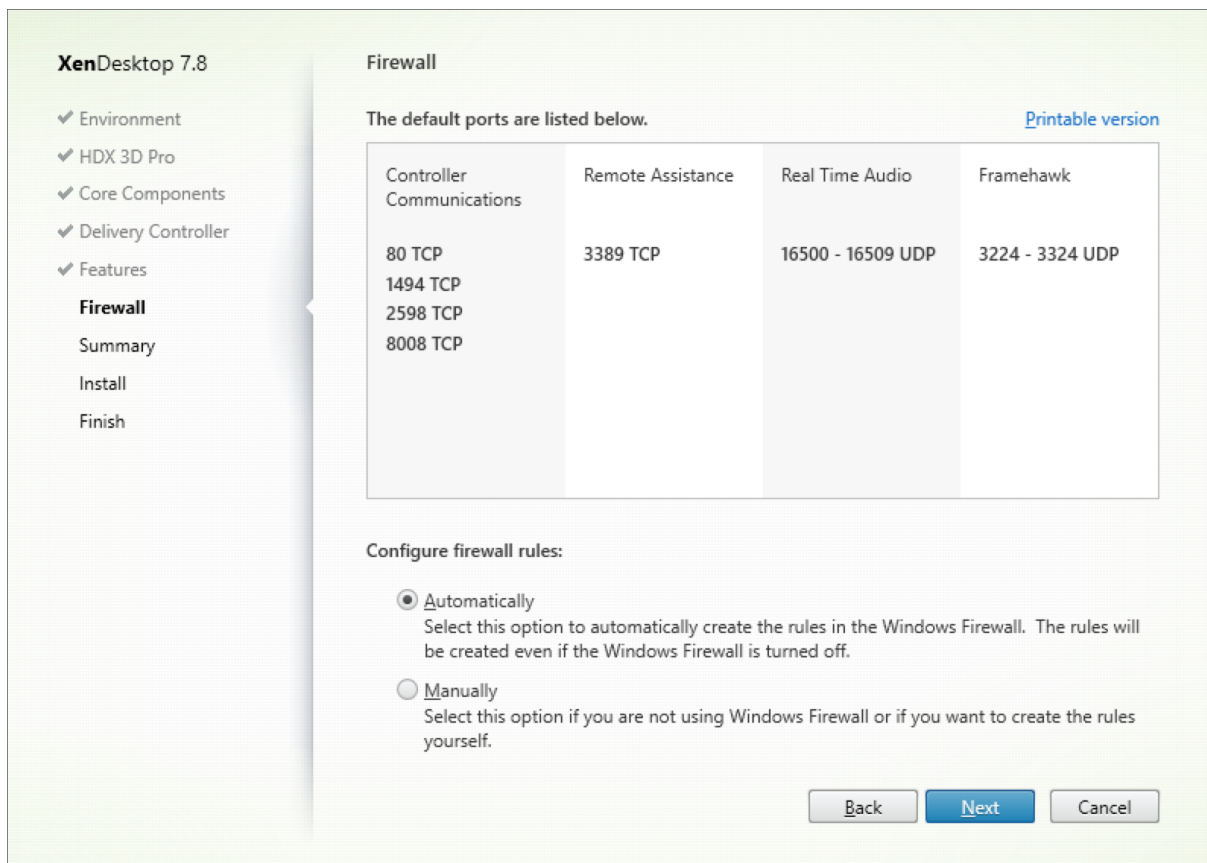 XenDesktop 7.8
Environment
HDX 3D Pro
Core Components
Delivery Controller
Features
Firewall
Summary
Install
Finish
Firewall
The default ports are listed below.
Printable version
Controller
Communications
80 TCP
1494 TCP
2598 TCP
8008 TCP
Remote Assistance
3389 TCP
Real Time Audio
16500 - 16509 UDP
Framehawk
3224 - 3324 UDP
Configure firewall rules:
Automatically
Select this option to automatically create the rules in the Windows Firewall. The rules will
be created even if the Windows Firewall is turned off.
Manually
Select this option if you are not using Windows Firewall or if you want to create the rules
yourself.
Back
Next
Cancel